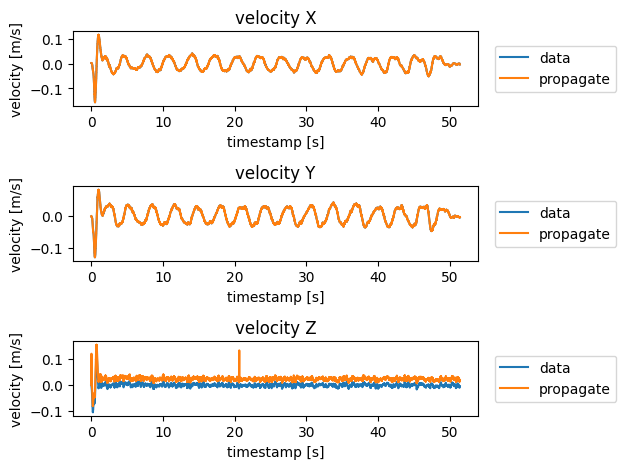 velocity X
velocity [m/s]
0.1
0.0
−0.1
0
10
20
30
40
50
timestamp [s]
data
propagate
velocity Y
velocity [m/s]
0.0
−0.1
0
10
20
30
40
50
timestamp [s]
data
propagate
velocity Z
velocity [m/s]
0.1
0.0
−0.1
0
10
20
30
40
50
timestamp [s]
data
propagate